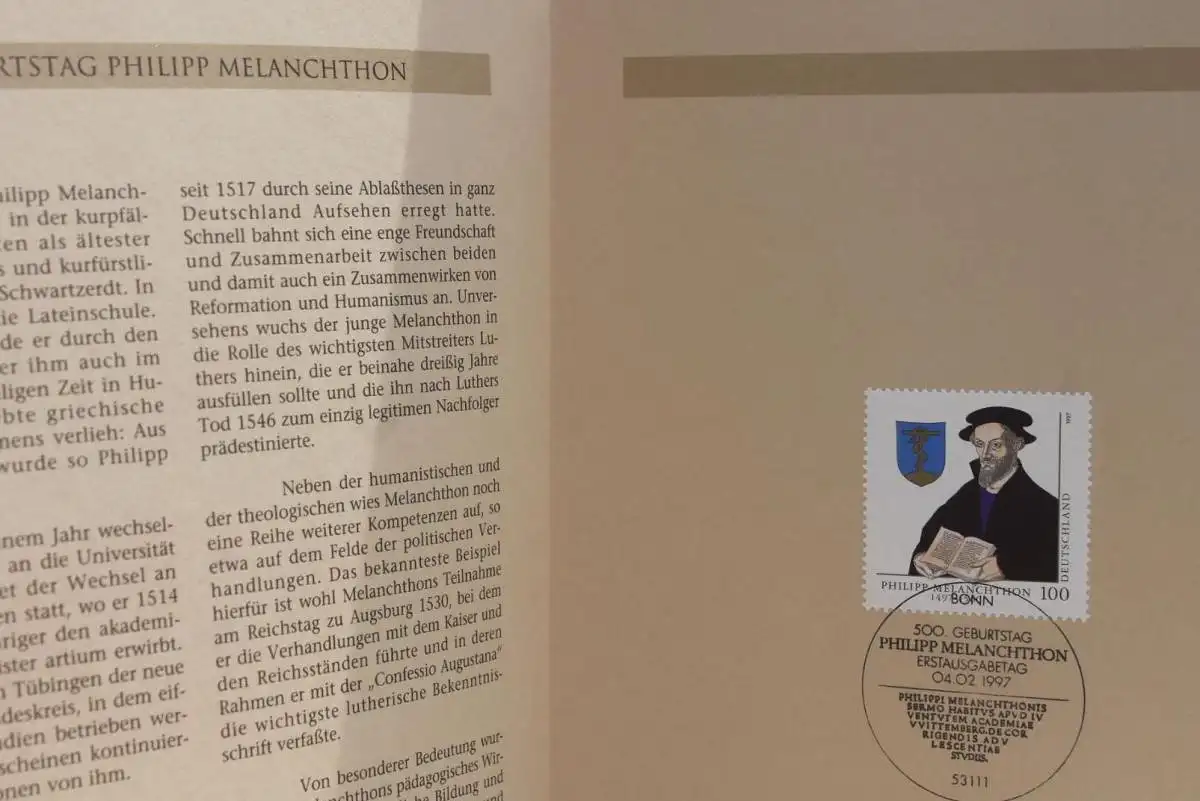 RTSTAG PHILIPP MELANCHTHON
ilipp Melanch-
in der kurpfäl-
en als ältester
s und kurfürstli-
Schwartzerdt. In
ie Lateinschule.
de er durch den
er ihm auch im
ligen Zeit in Hu-
ebte griechische
mens verlieh: Aus
wurde so Philipp
nem Jahr wechsel-
an die Universität
et der Wechsel an
en statt, wo er 1514
riger den akademi-
ister artium erwirbt.
n Tübingen der neue
deskreis, in dem eif-
dien betrieben wer-
scheinen kontinuier-
onen von ihm.
seit 1517 durch seine Ablaßthesen in ganz
Deutschland Aufsehen erregt hatte.
Schnell bahnt sich eine enge Freundschaft
und Zusammenarbeit zwischen beiden
und damit auch ein Zusammenwirken von
Reformation und Humanismus an. Unver-
sehens wuchs der junge Melanchthon in
die Rolle des wichtigsten Mitstreiters Lu-
thers hinein, die er beinahe dreißig Jahre
ausfüllen sollte und die ihn nach Luthers
Tod 1546 zum einzig legitimen Nachfolger
prädestinierte.
Neben der humanistischen und
der theologischen wies Melanchthon noch
eine Reihe weiterer Kompetenzen auf, so
etwa auf dem Felde der politischen Ver-
handlungen. Das bekannteste Beispiel
hierfür ist wohl Melanchthons Teilnahme
am Reichstag zu Augsburg 1530, bei dem
er die Verhandlungen mit dem Kaiser und
den Reichsständen führte und in deren
Rahmen er mit der „Confessio Augustana“
die wichtigste lutherische Bekenntnis-
schrift verfaßte.
Von besonderer Bedeutung wur-
lanchthons pädagogisches Wir-
liche Bildung und
und
1997
DEUTSCHLAND
PHILIPP MELANCHTHON 100
BONN
500. GEBURTSTAG
PHILIPP MELANCHTHON
ERSTAUSGABETAG
04.02 1997
PHILIPPI MELANCHTHONIS
SERMO HABITVS APVD IV
VENTVTEM ACADEMIAE
VVITTEMBERG.DE COR
RIGENDIS ADV
LESCENTIAE
STVDIIS.
53111